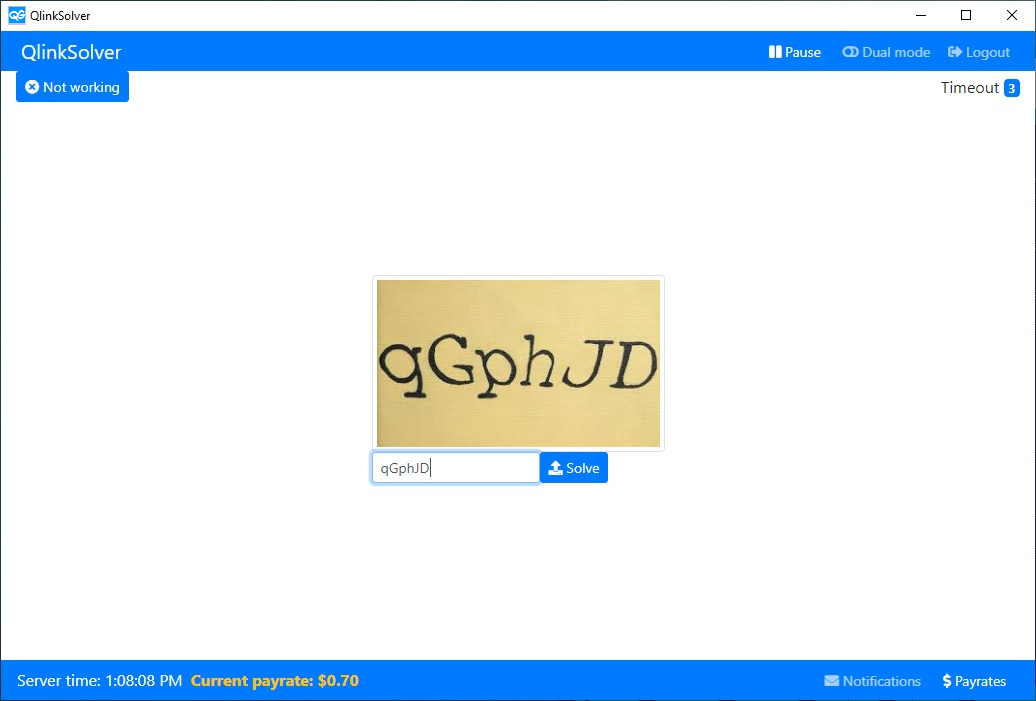 QG QlinkSolver
QlinkSolver
Pause
Dual mode
Logout
Not working
Timeout 3
qGphJD
qGphJD
Solve
Server time: 1:08:08 PM Current payrate: $0.70
Notifications
$ Payrates